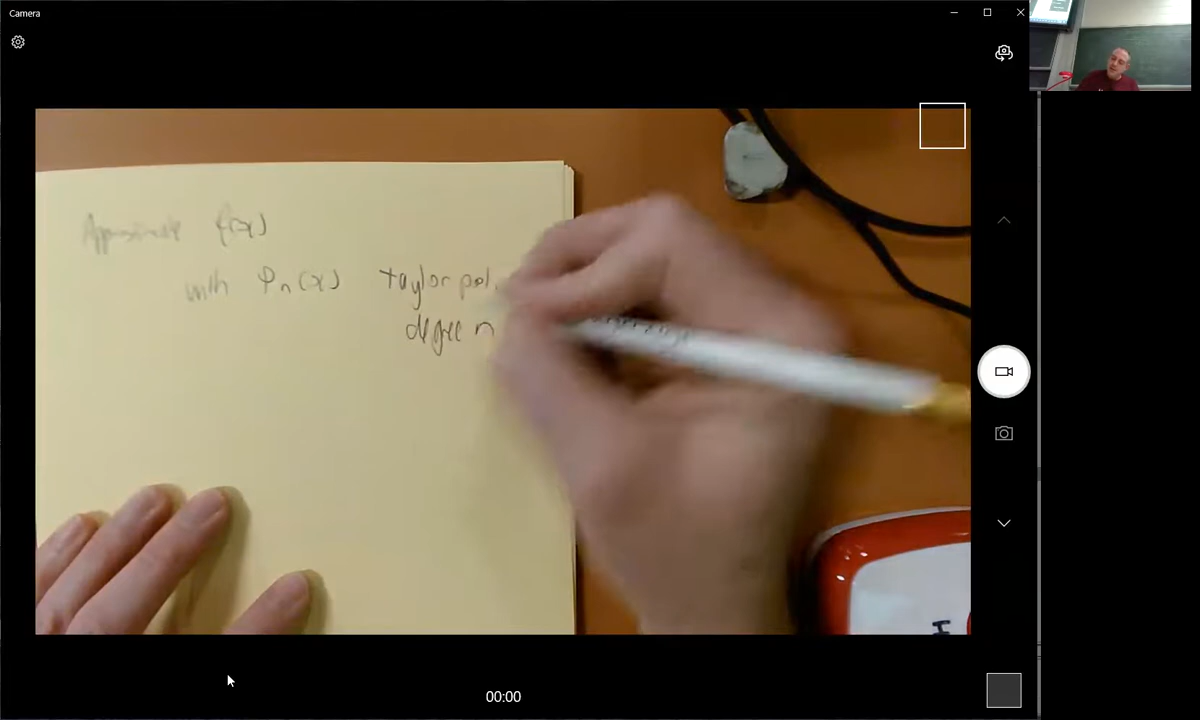 Camera
Approximate f(x)
with Pn(x) taylor pol
degree n
00:00
H